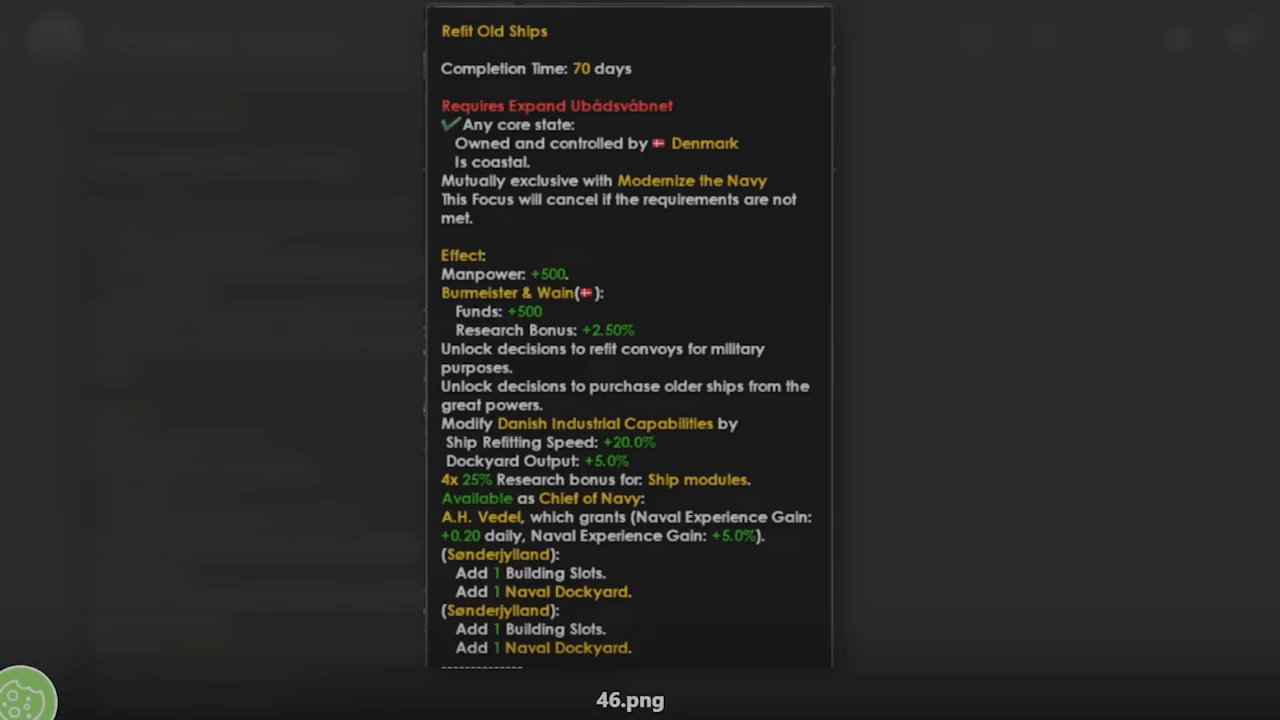 Refit Old Ships
Completion Time: 70 days
Requires Expand Ubådsvåbnet
Any core state:
Owned and controlled by Denmark
Is coastal.
Mutually exclusive with Modernize the Navy
This Focus will cancel if the requirements are not
met.
Effect:
Manpower: +500.
Burmeister & Wain():
Funds: +500
Research Bonus: +2.50%
Unlock decisions to refit convoys for military
purposes.
Unlock decisions to purchase older ships from the
great powers.
Modify Danish Industrial Capabilities by
Ship Refitting Speed: +20.0%
Dockyard Output: +5.0%
4x 25% Research bonus for: Ship modules.
Available as Chief of Navy:
A.H. Vedel, which grants (Naval Experience Gain:
+0.20 daily, Naval Experience Gain: +5.0%).
(Sønderjylland):
Add 1 Building Slots.
Add 1 Naval Dockyard.
(Sønderjylland):
Add 1 Building Slots.
Add 1 Naval Dockyard.
--------------
46.png